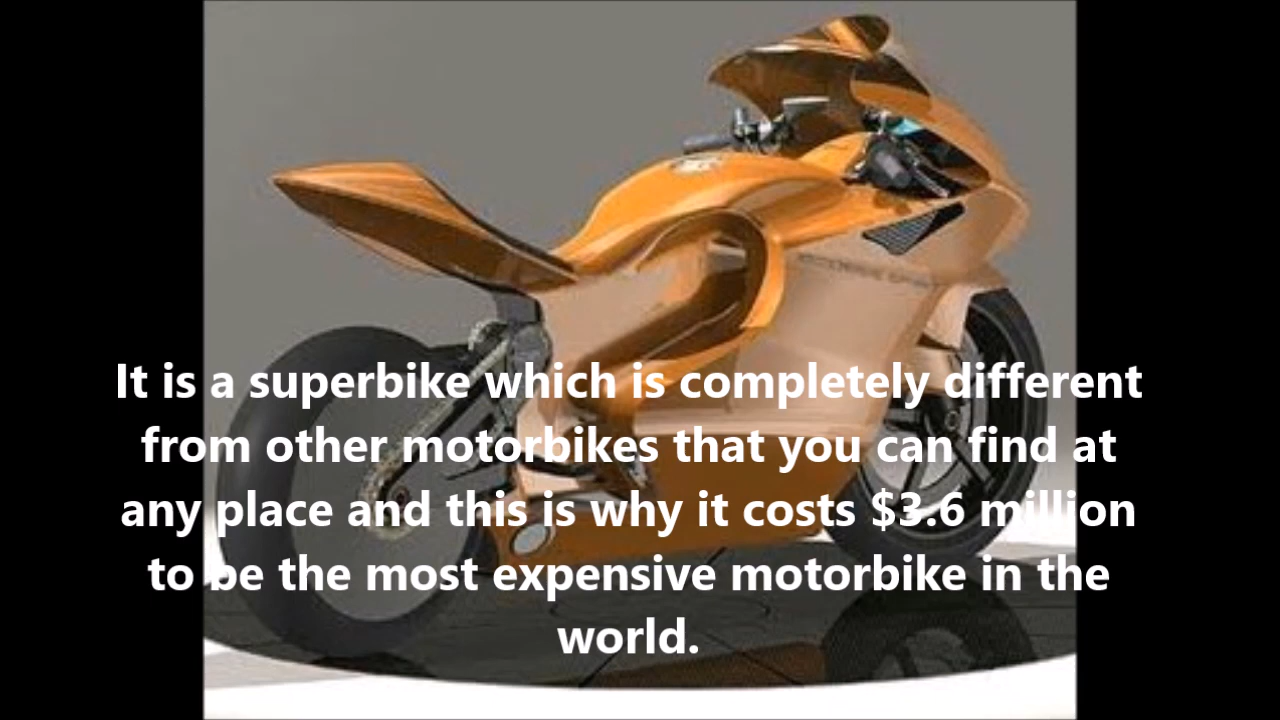 It is a superbike which is completely different
from other motorbikes that you can find at
any place and this is why it costs $3.6 million
to be the most expensive motorbike in the
world.